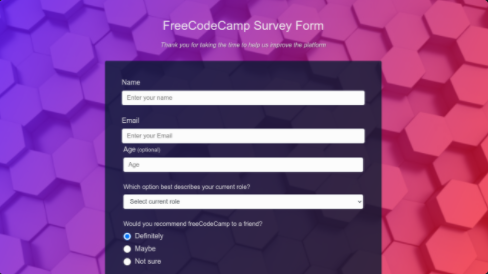 FreeCodeCamp Survey Form
Thank you for taking the time to help us improve the platform
Name
Enter your name
Email
Enter your Email
Age (optional)
Age
Which option best describes your current role?
Select current role
Would you recommend freeCodeCamp to a friend?
Definitely
Maybe
Not sure